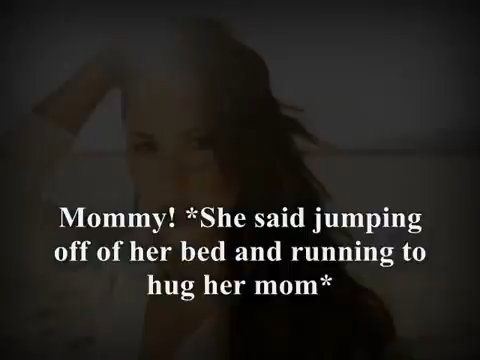 Mommy! *She said jumping
off of her bed and running to
hug her mom*